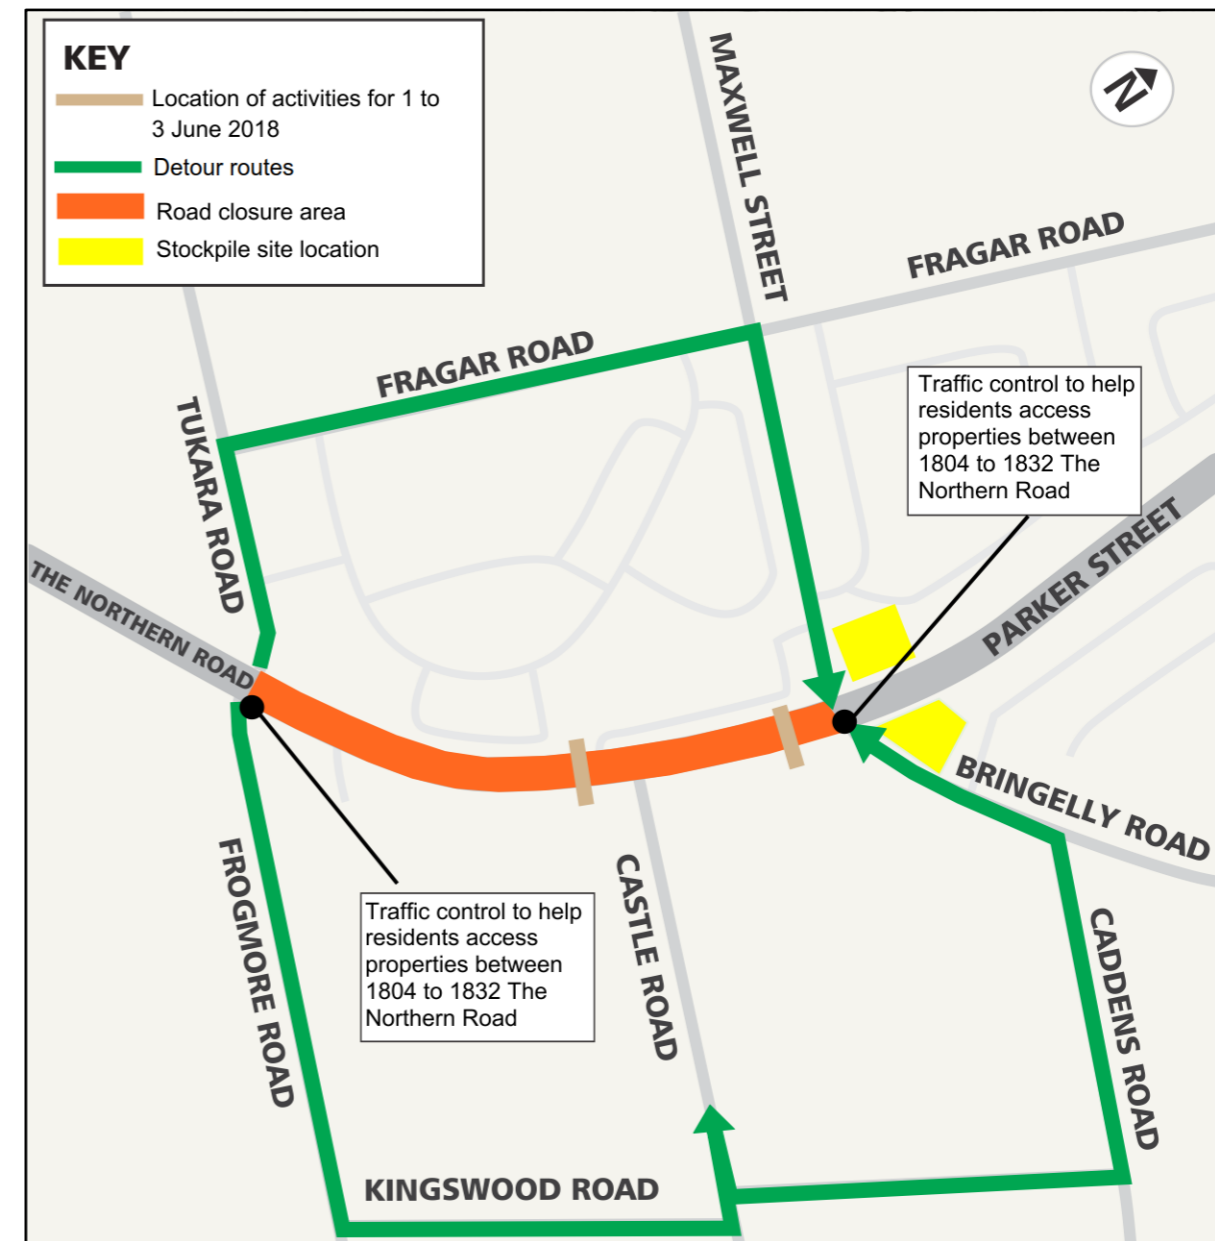 KEY
Location of activities for 1 to
3 June 2018
Detour routes
Road closure area
Stockpile site location
N
MAXWELL STREET
FRAGAR ROAD
FRAGAR ROAD
Traffic control to help
residents access
properties between
1804 to 1832 The
Northern Road
TUKARA ROAD
THE NORTHERN ROAD
PARKER STREET
BRINGELLY ROAD
FROGMORE ROAD
Traffic control to help
residents access
properties between
1804 to 1832 The
Northern Road
CASTLE ROAD
CADDENS ROAD
KINGSWOOD ROAD